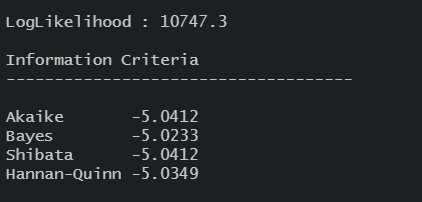 LogLikelihood : 10747.3
Information Criteria
------------------------------------
Akaike       -5.0412
Bayes        -5.0233
Shibata      -5.0412
Hannan-Quinn -5.0349